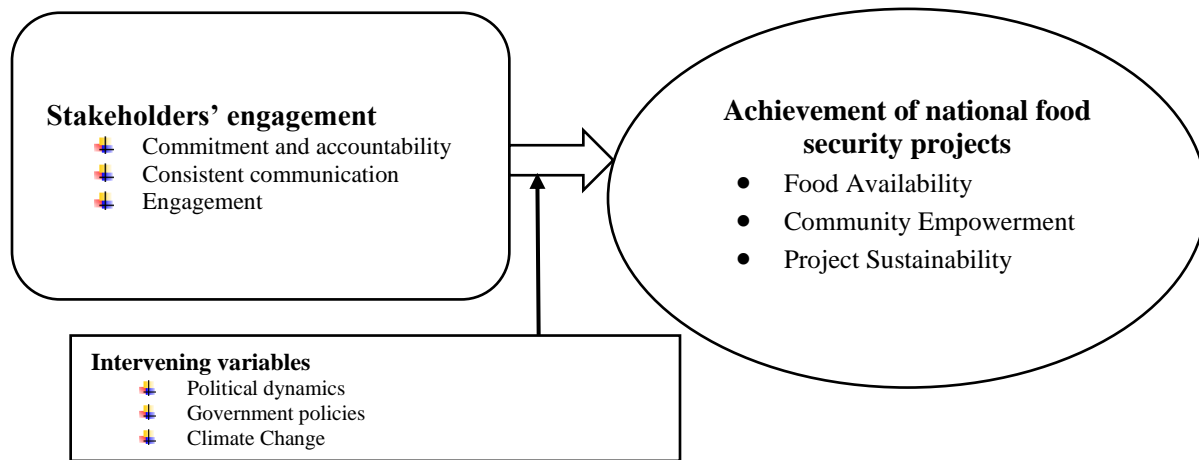 Stakeholders’ engagement
Commitment and accountability
Consistent communication
Engagement
Achievement of national food
security projects
Food Availability
Community Empowerment
Project Sustainability
Intervening variables
Political dynamics
Government policies
Climate Change